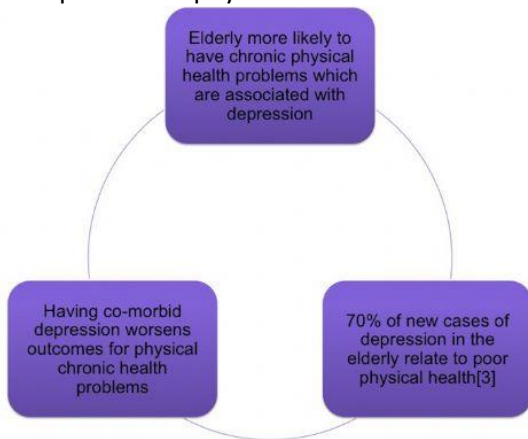 Elderly more likely to
have chronic physical
health problems which
are associated with
depression
70% of new cases of
depression in the
elderly relate to poor
physical health[3]
Having co-morbid
depression worsens
outcomes for physical
chronic health
problems